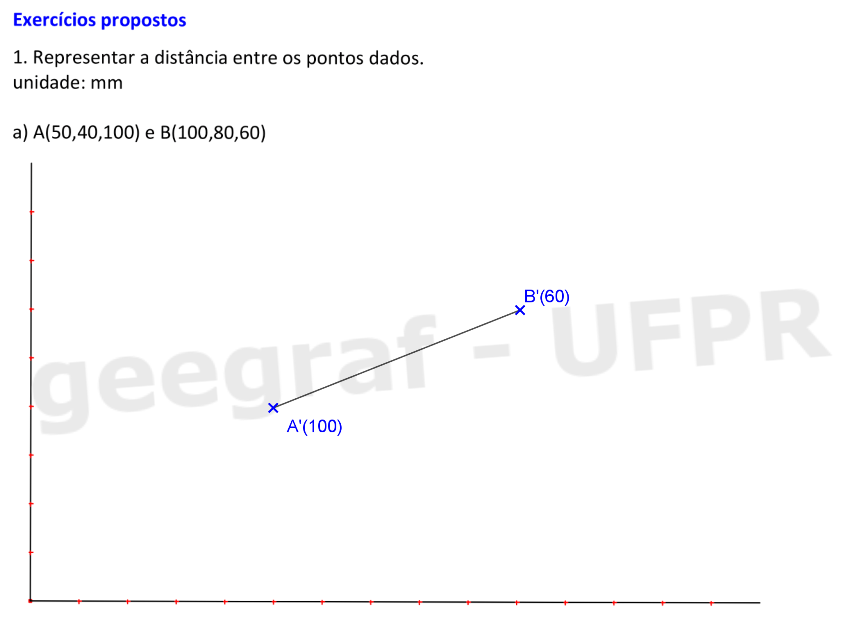 Exercícios propostos
1. Representar a distância entre os pontos dados.
unidade: mm
a) A(50,40,100) e B(100,80,60)
B'(60)
geegraf - UFPR
A'(100)